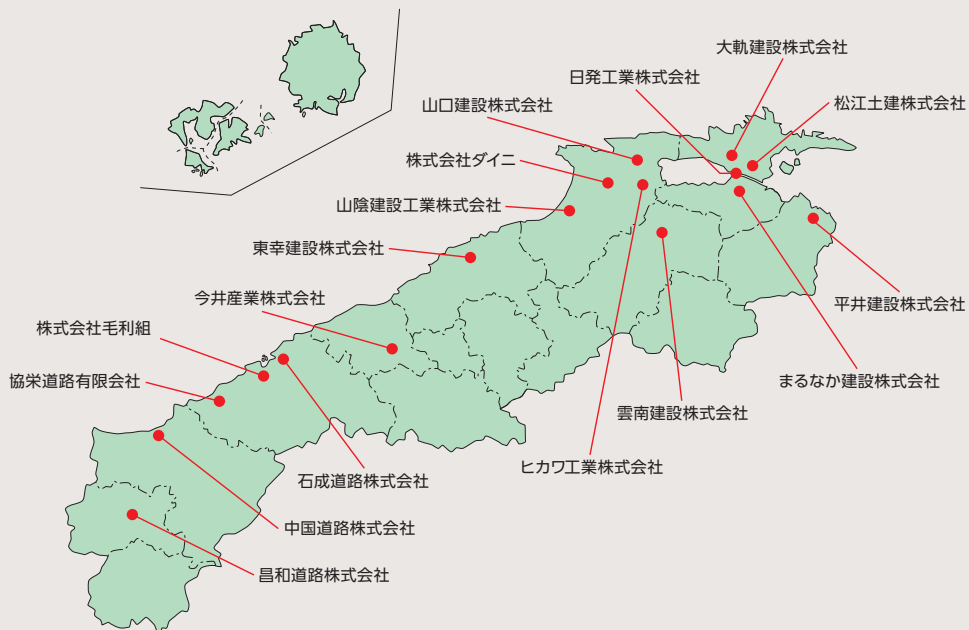 大軌建設株式会社
日発工業株式会社
松江土建株式会社
山口建設株式会社
株式会社ダイニ
山陰建設工業株式会社
東幸建設株式会社
今井産業株式会社
平井建設株式会社
株式会社毛利組
協栄道路有限会社
まるなか建設株式会社
雲南建設株式会社
ヒカワ工業株式会社
石成道路株式会社
中国道路株式会社
昌和道路株式会社